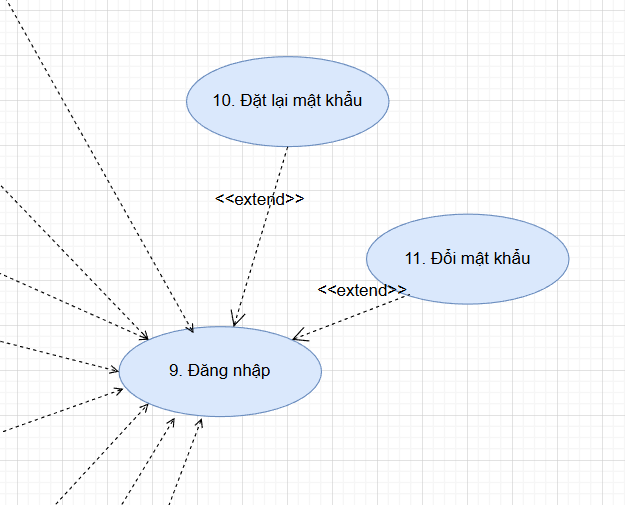 10. Đặt lại mật khẩu
<<extend>>
11. Đổi mật khẩu
<<extend>>
9. Đăng nhập